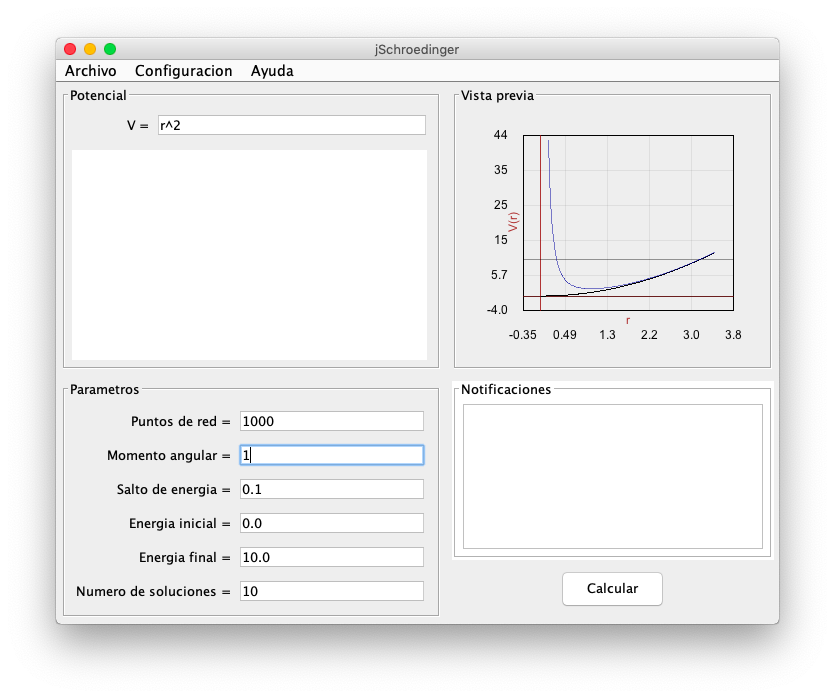 jSchroedinger
Archivo Configuracion Ayuda
Potencial
V = r^2
Vista previa
44
35
25
15
5.7
-4.0
V(r)
r
-0.35 0.49 1.3 2.2 3.0 3.8
Parametros
Puntos de red = 1000
Momento angular = 1
Salto de energia = 0.1
Energia inicial = 0.0
Energia final = 10.0
Numero de soluciones = 10
Notificaciones
Calcular